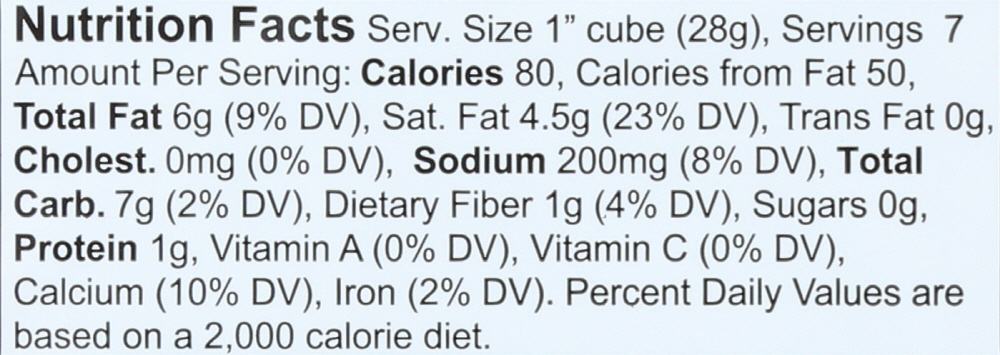 Nutrition Facts Serv. Size 1” cube (28g), Servings 7
Amount Per Serving: Calories 80, Calories from Fat 50,
Total Fat 6g (9% DV), Sat. Fat 4.5g (23% DV), Trans Fat 0g,
Cholest. 0mg (0% DV), Sodium 200mg (8% DV), Total
Carb. 7g (2% DV), Dietary Fiber 1g (4% DV), Sugars 0g,
Protein 1g, Vitamin A (0% DV), Vitamin C (0% DV),
Calcium (10% DV), Iron (2% DV). Percent Daily Values are
based on a 2,000 calorie diet.